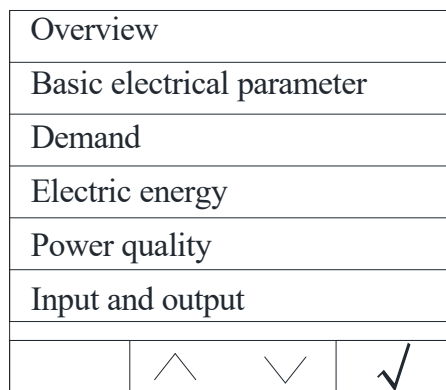 Overview
Basic electrical parameter
Demand
Electric energy
Power quality
Input and output